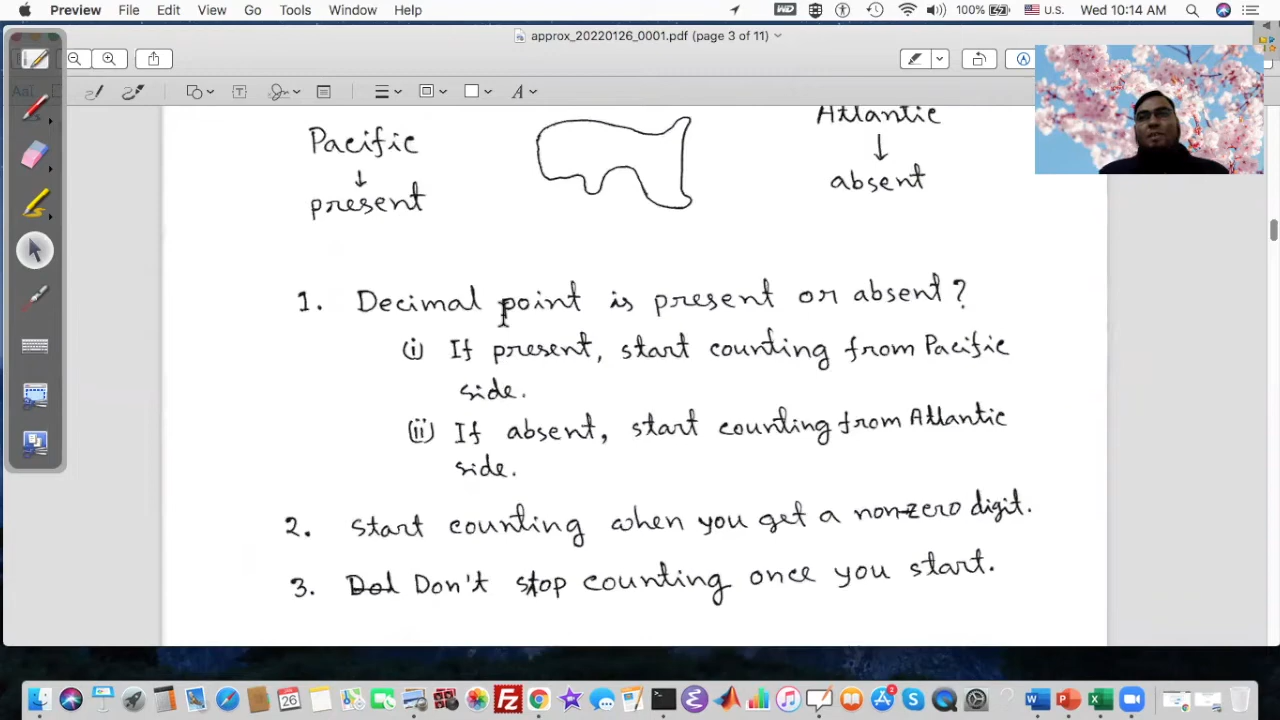 Preview File Edit View Go Tools Window Help 100% U.S. Wed 10:14 AM
approx_20220126_0001.pdf (page 3 of 11)
Pacific
present
Atlantic
absent
1. Decimal point is present or absent?
(i) If present, start counting from Pacific
side.
(ii) If absent, start counting from Atlantic
side.
2. Start counting when you get a non-zero digit.
3. Dol Don't stop counting once you start.